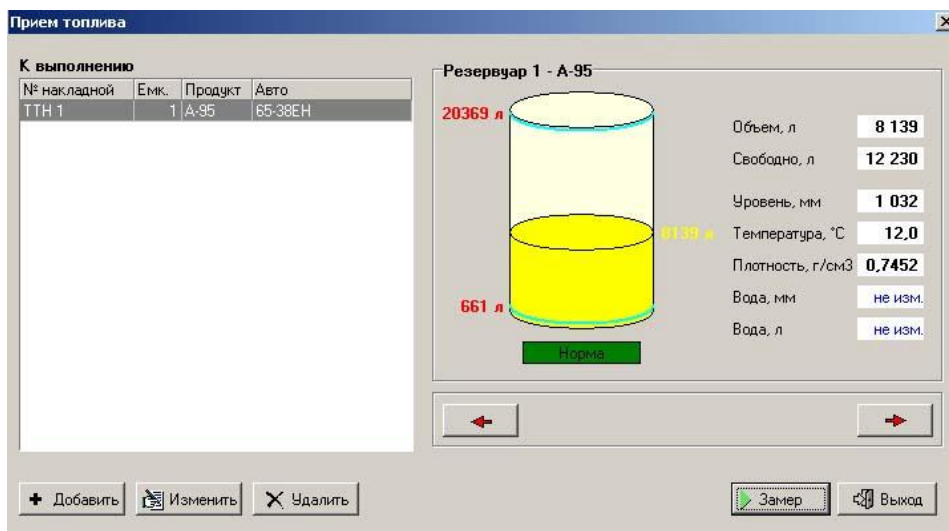 Прием топлива
К выполнению
№ накладной Емк. Продукт Авто
ТТН 1 1 А-95 65-38ЕН
Резервуар 1 - А-95
20369 л
8139 л
661 л
Норма
Объем, л 8 139
Свободно, л 12 230
Уровень, мм 1 032
Температура, °С 12,0
Плотность, г/см3 0,7452
Вода, мм не изм.
Вода, л не изм.
Добавить Изменить Удалить Замер Выход